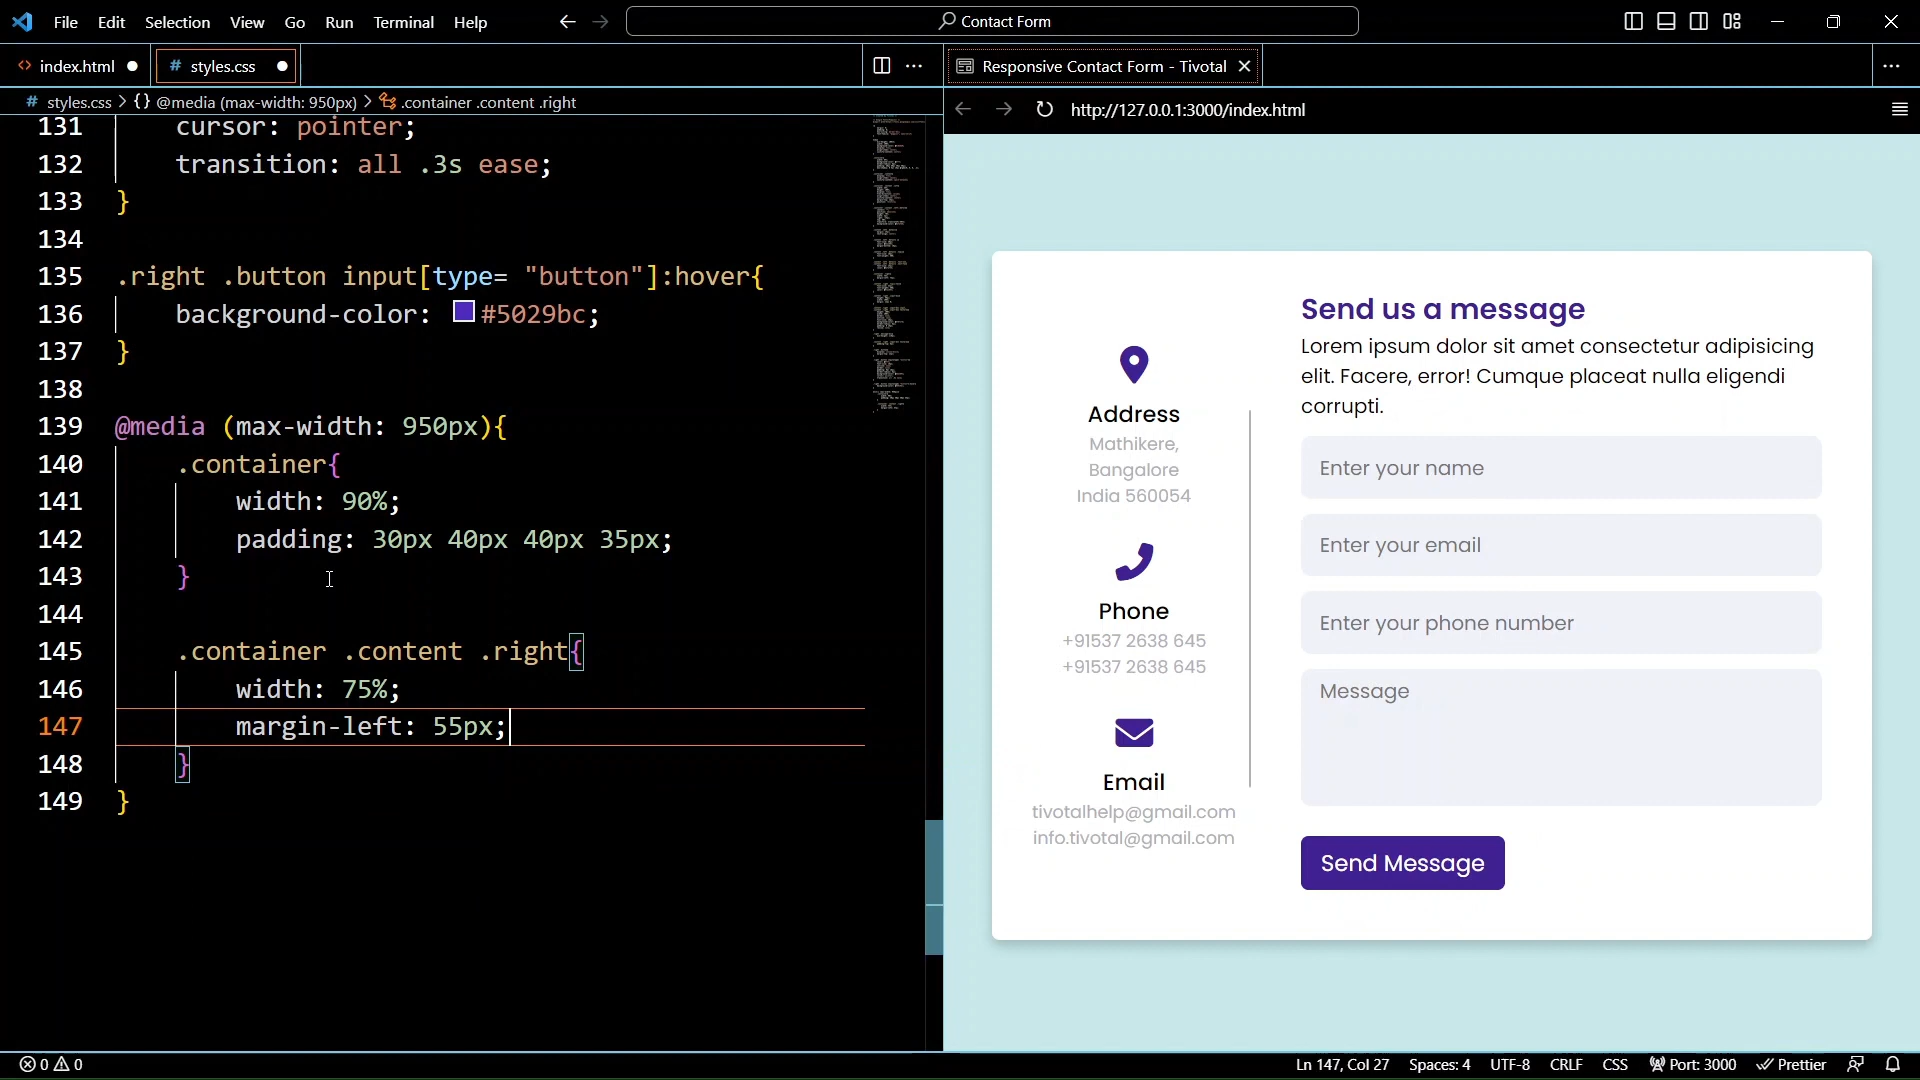 File Edit Selection View Go Run Terminal Help
Contact Form
index.html
# styles.css
Responsive Contact Form - Tivotal
# styles.css > {} @media (max-width: 950px) > .container .content .right
http://127.0.0.1:3000/index.html
131 cursor: pointer;
132 transition: all .3s ease;
133 }
134
135 .right .button input[type= "button"]:hover{
136 background-color: #5029bc;
137 }
138
139 @media (max-width: 950px){
140 .container{
141 width: 90%;
142 padding: 30px 40px 40px 35px;
143 }
144
145 .container .content .right{
146 width: 75%;
147 margin-left: 55px;
148 }
149 }
Address
Mathikere,
Bangalore
India 560054
Phone
+91537 2638 645
+91537 2638 645
Email
tivotalhelp@gmail.com
info.tivotal@gmail.com
Send us a message
Lorem ipsum dolor sit amet consectetur adipisicing
elit. Facere, error! Cumque placeat nulla eligendi
corrupti.
Enter your name
Enter your email
Enter your phone number
Message
Send Message
0 0
Ln 147, Col 27 Spaces: 4 UTF-8 CRLF CSS Port: 3000 Prettier